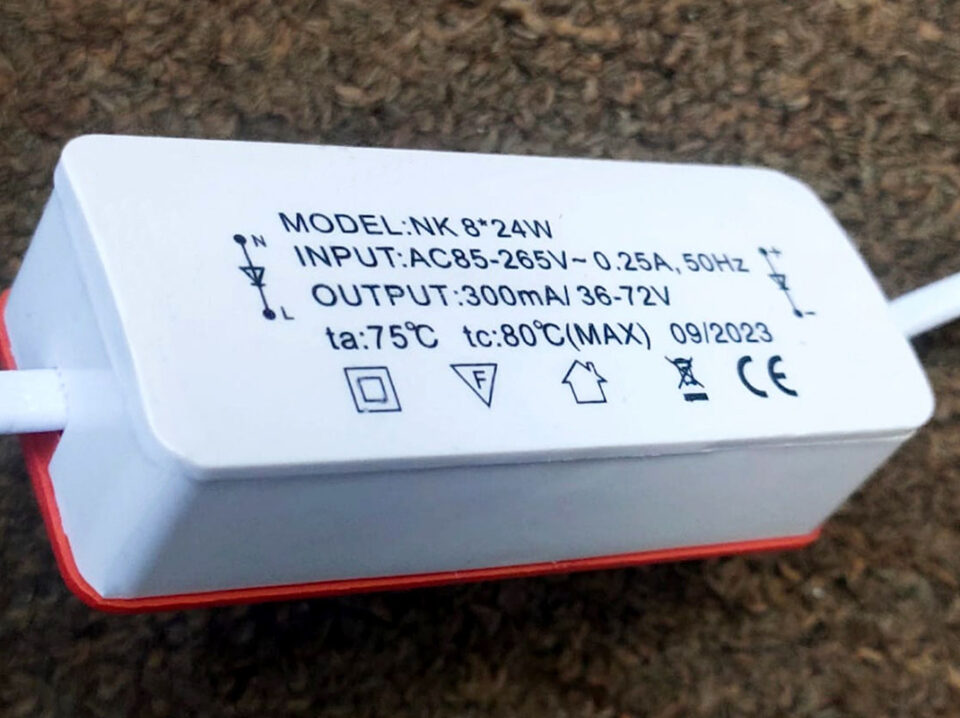 MODEL:NK 8*24W
N INPUT:AC85-265V~ 0.25A, 50Hz +
L OUTPUT:300mA/ 36-72V -
ta:75℃ tc:80℃(MAX) 09/2023
F CE